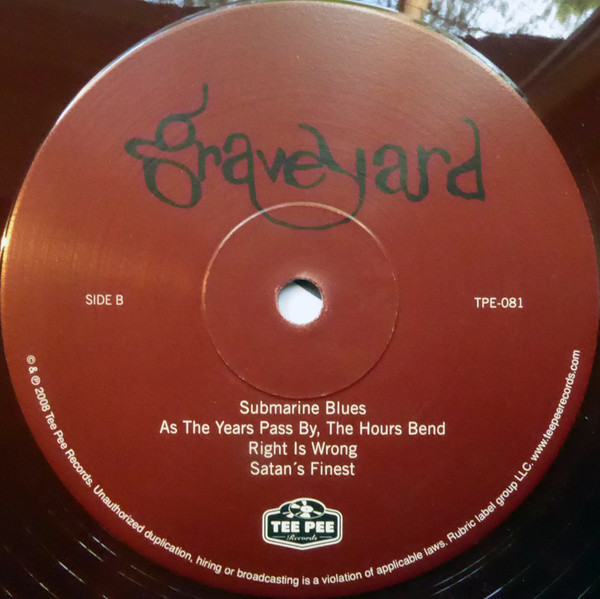 graveyard
SIDE B
TPE-081
Submarine Blues
As The Years Pass By, The Hours Bend
Right Is Wrong
Satan´s Finest
TEE PEE
Records
© & ℗ 2008 Tee Pee Records. Unauthorized duplication, hiring or broadcasting is a violation of applicable laws. Rubric label group LLC. www.teepeerecords.com